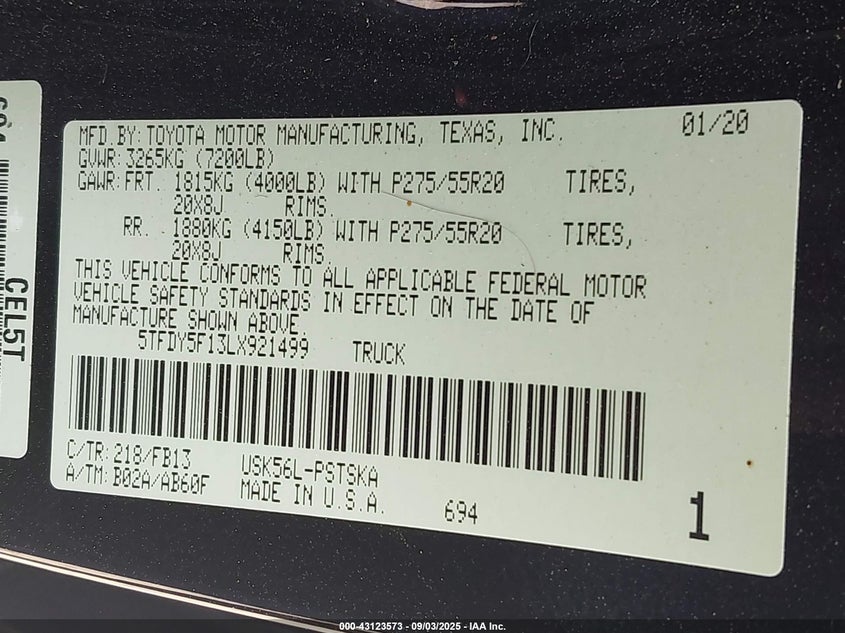 MFD BY: TOYOTA MOTOR MANUFACTURING, TEXAS, INC. 01/20
GVWR: 3265KG (7200LB)
GAWR: FRT. 1815KG (4000LB) WITH P275/55R20 TIRES,
20X8J RIMS.
RR. 1880KG (4150LB) WITH P275/55R20 TIRES,
20X8J RIMS.
THIS VEHICLE CONFORMS TO ALL APPLICABLE FEDERAL MOTOR
VEHICLE SAFETY STANDARDS IN EFFECT ON THE DATE OF
MANUFACTURE SHOWN ABOVE.
5TFDY5F13LX921499 TRUCK
C/TR: 218/FB13 USK56L-PSTSKA
A/TM: B02A/AB60F MADE IN U.S.A. 694 1
CEL5T
000-43123573 - 09/03/2025 - IAA Inc.